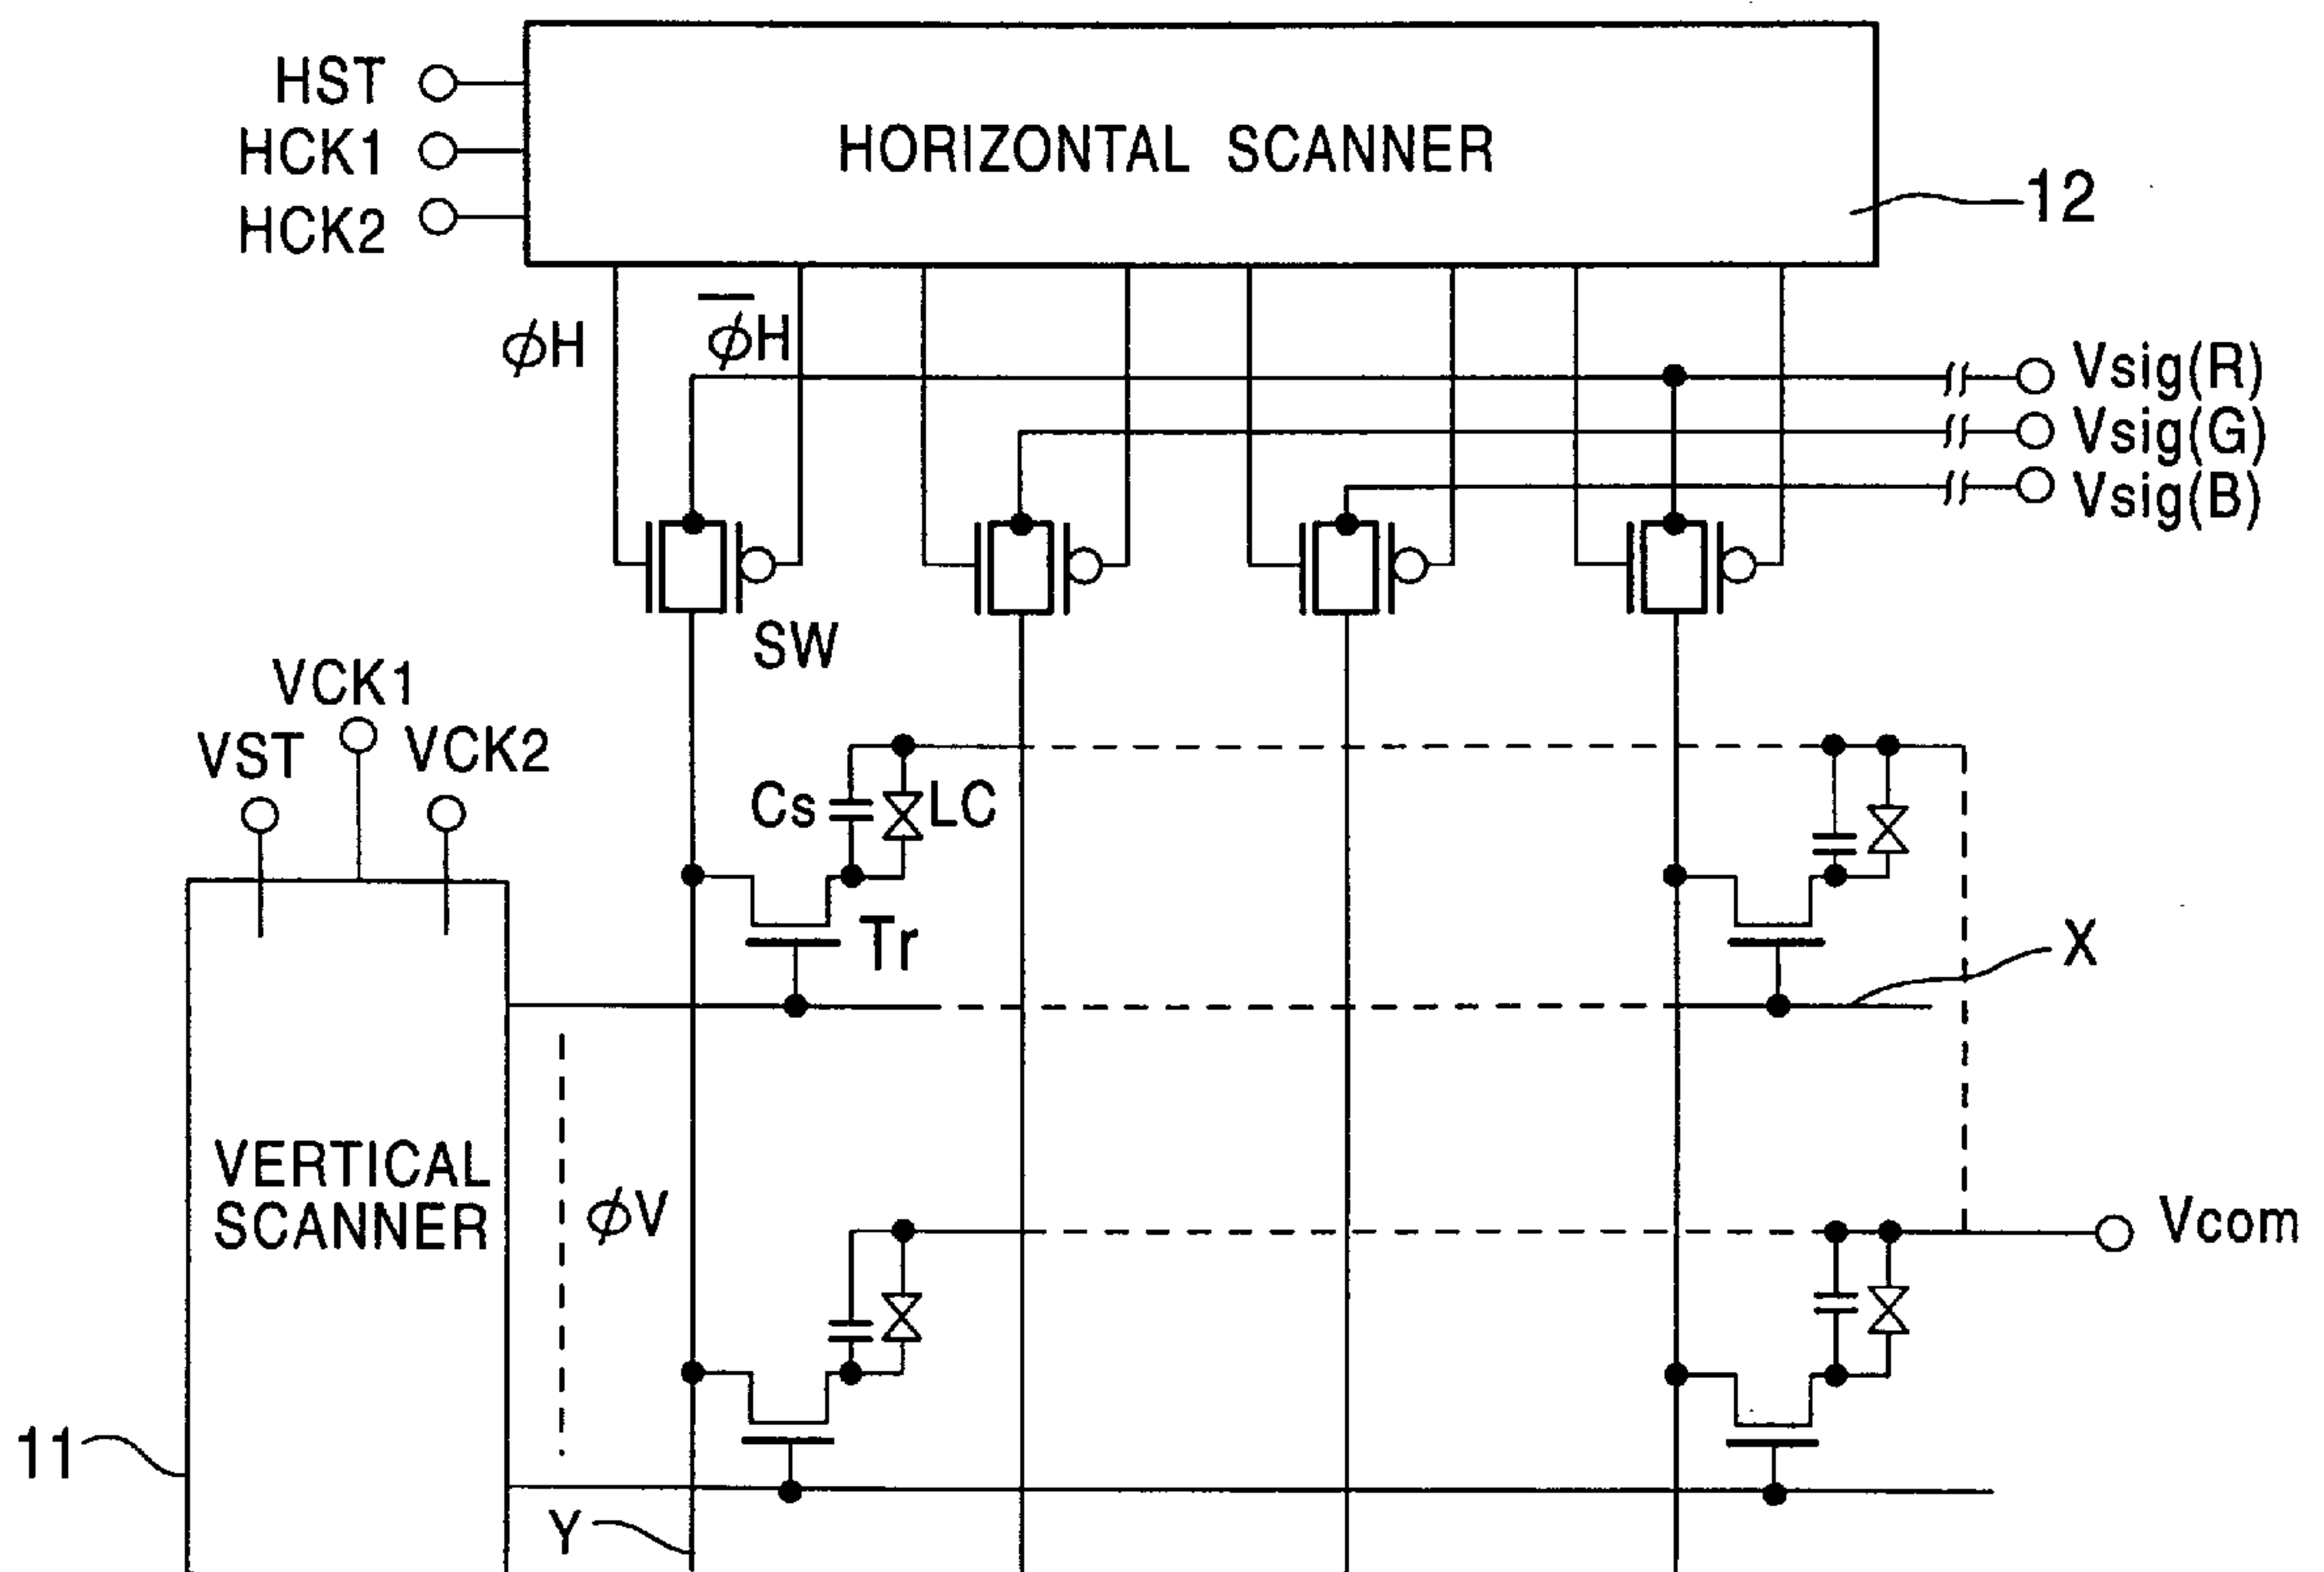 HST
HCK1
HCK2
HORIZONTAL SCANNER
12
ϕH
ϕ̅H
Vsig(R)
Vsig(G)
Vsig(B)
SW
VCK1
VST
VCK2
Cs
LC
Tr
X
VERTICAL
SCANNER
ϕV
Vcom
11
Y